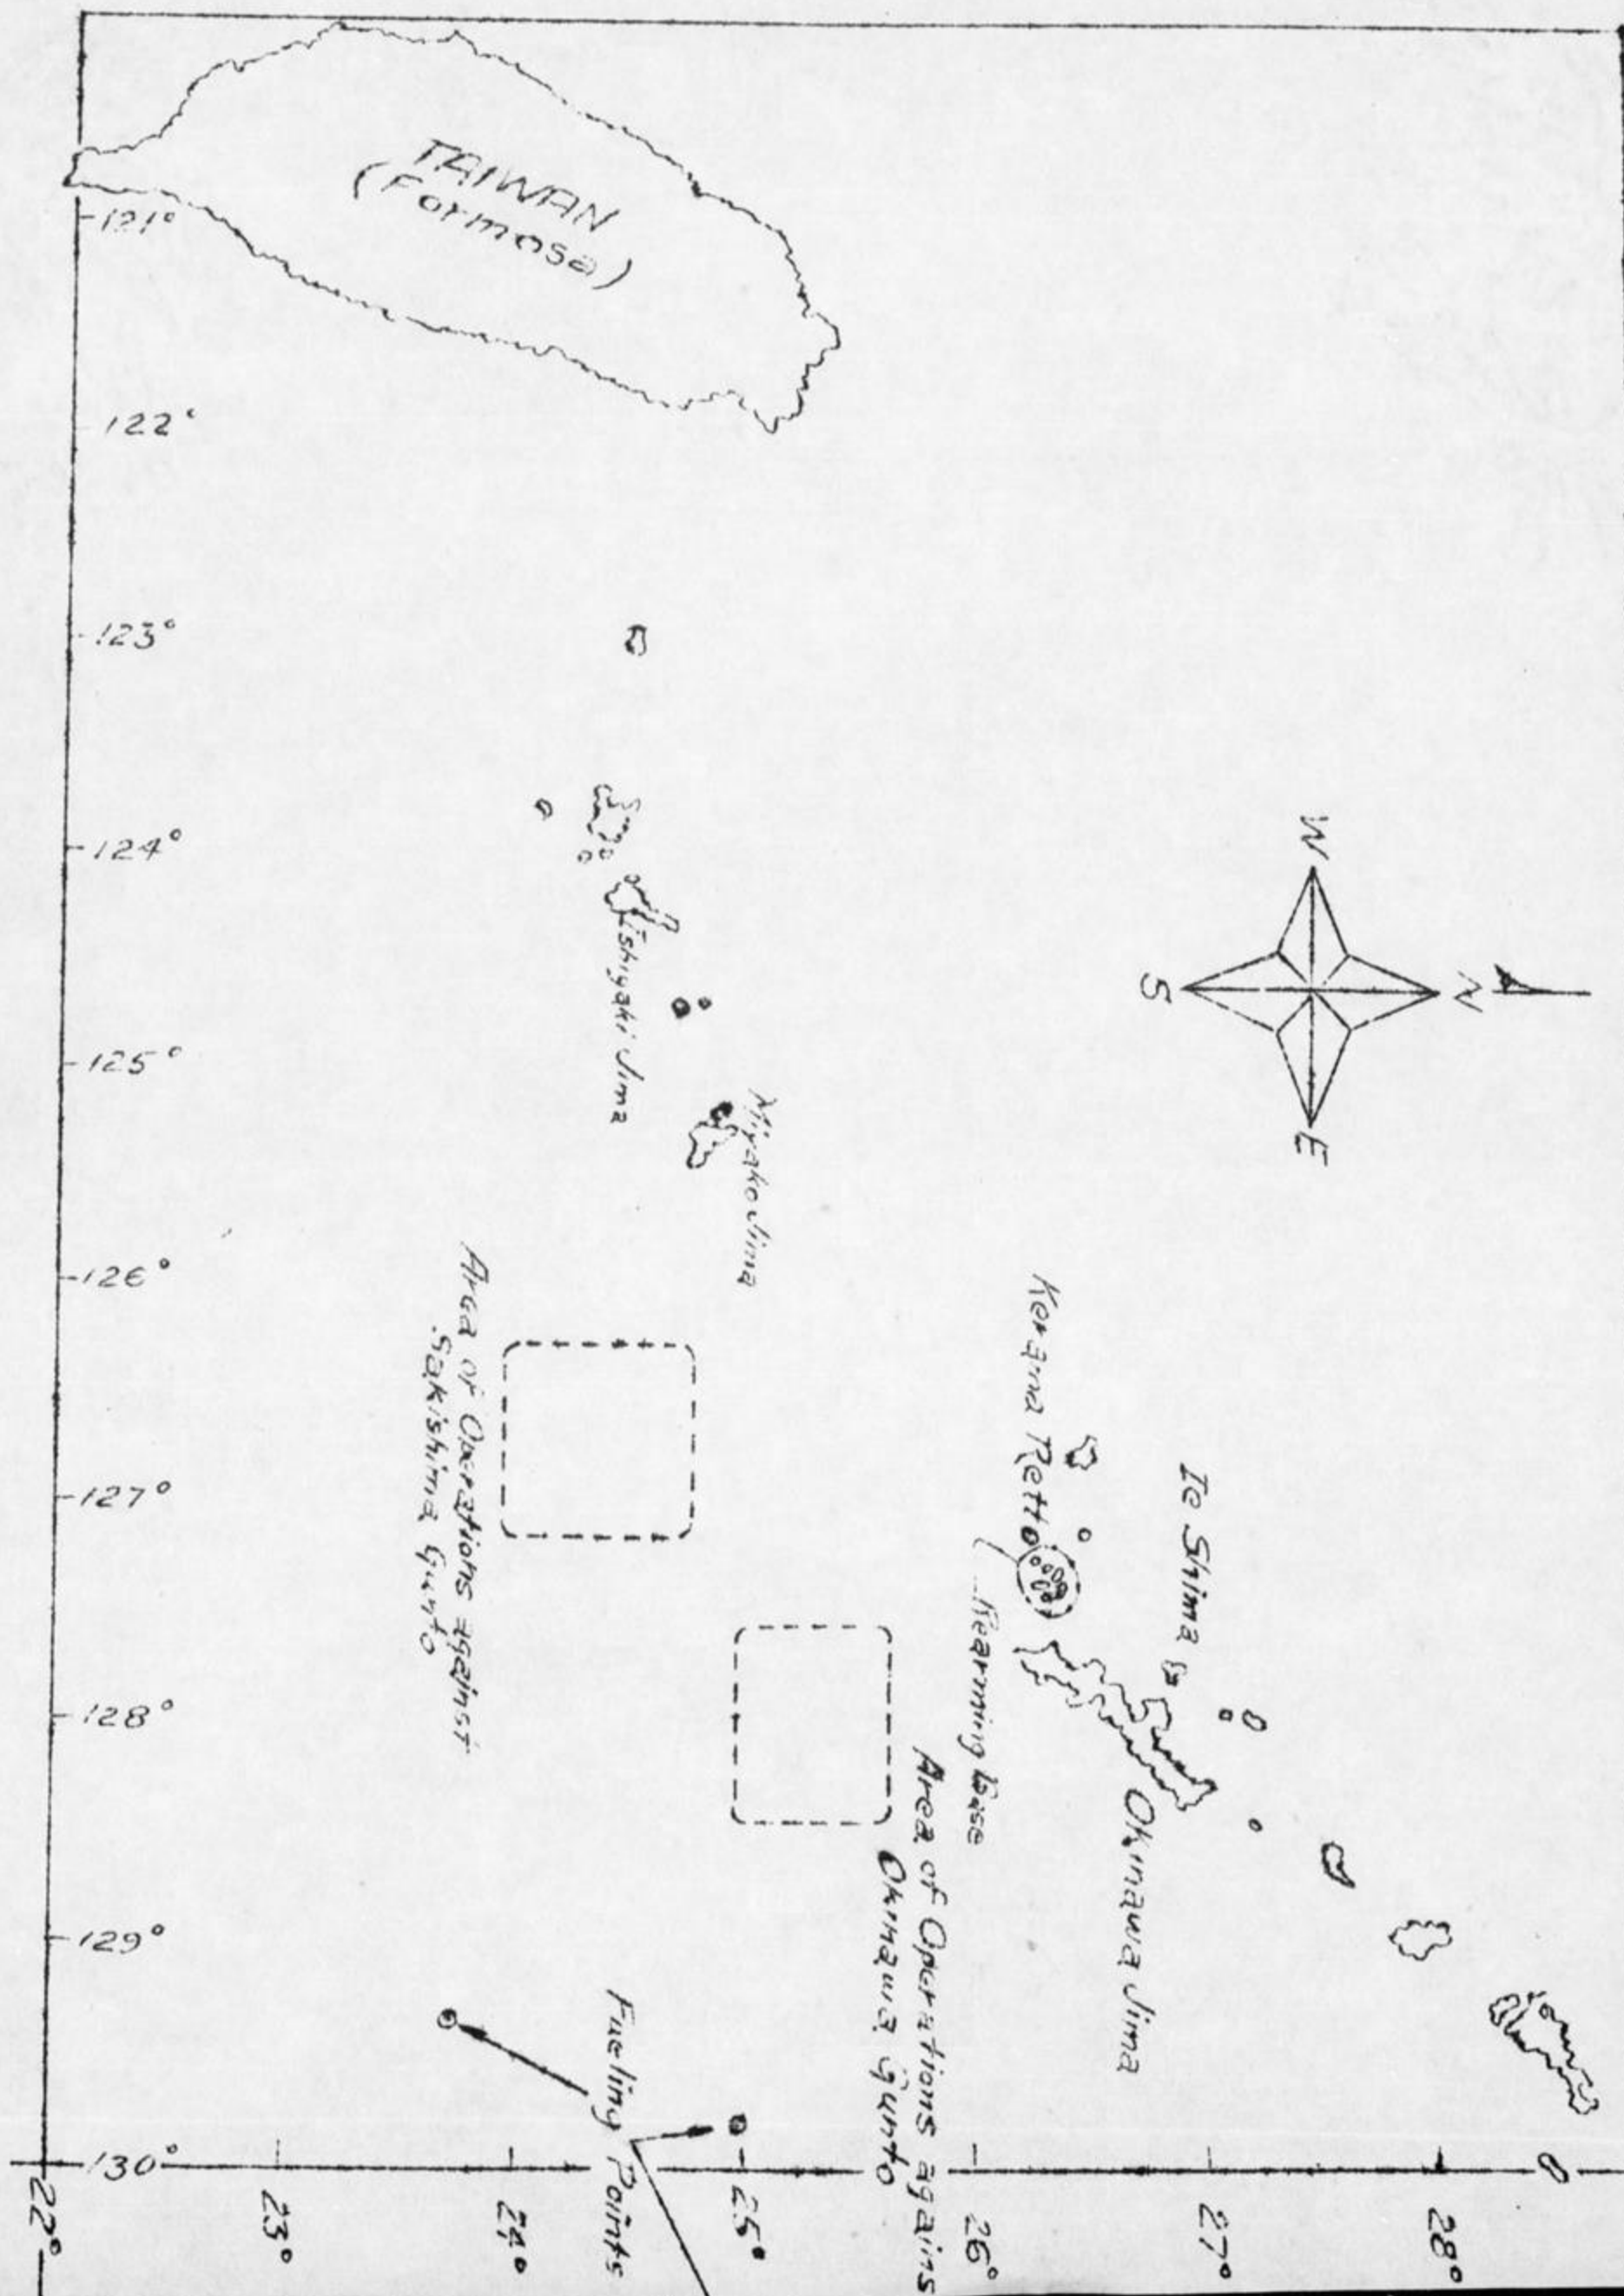 TAIWAN
(Formosa)
121°
122°
123°
124°
125°
126°
127°
128°
129°
130°
22°
23°
24°
25°
26°
27°
28°
W
N
S
E
Ishigaki Jima
Miyako Jima
Kerama Retto
Rearming Base
Ie Shima
Okinawa Jima
Area of Operations against
Sakishima Gunto
Area of Operations agains
Okinawa Gunto
Fueling Points